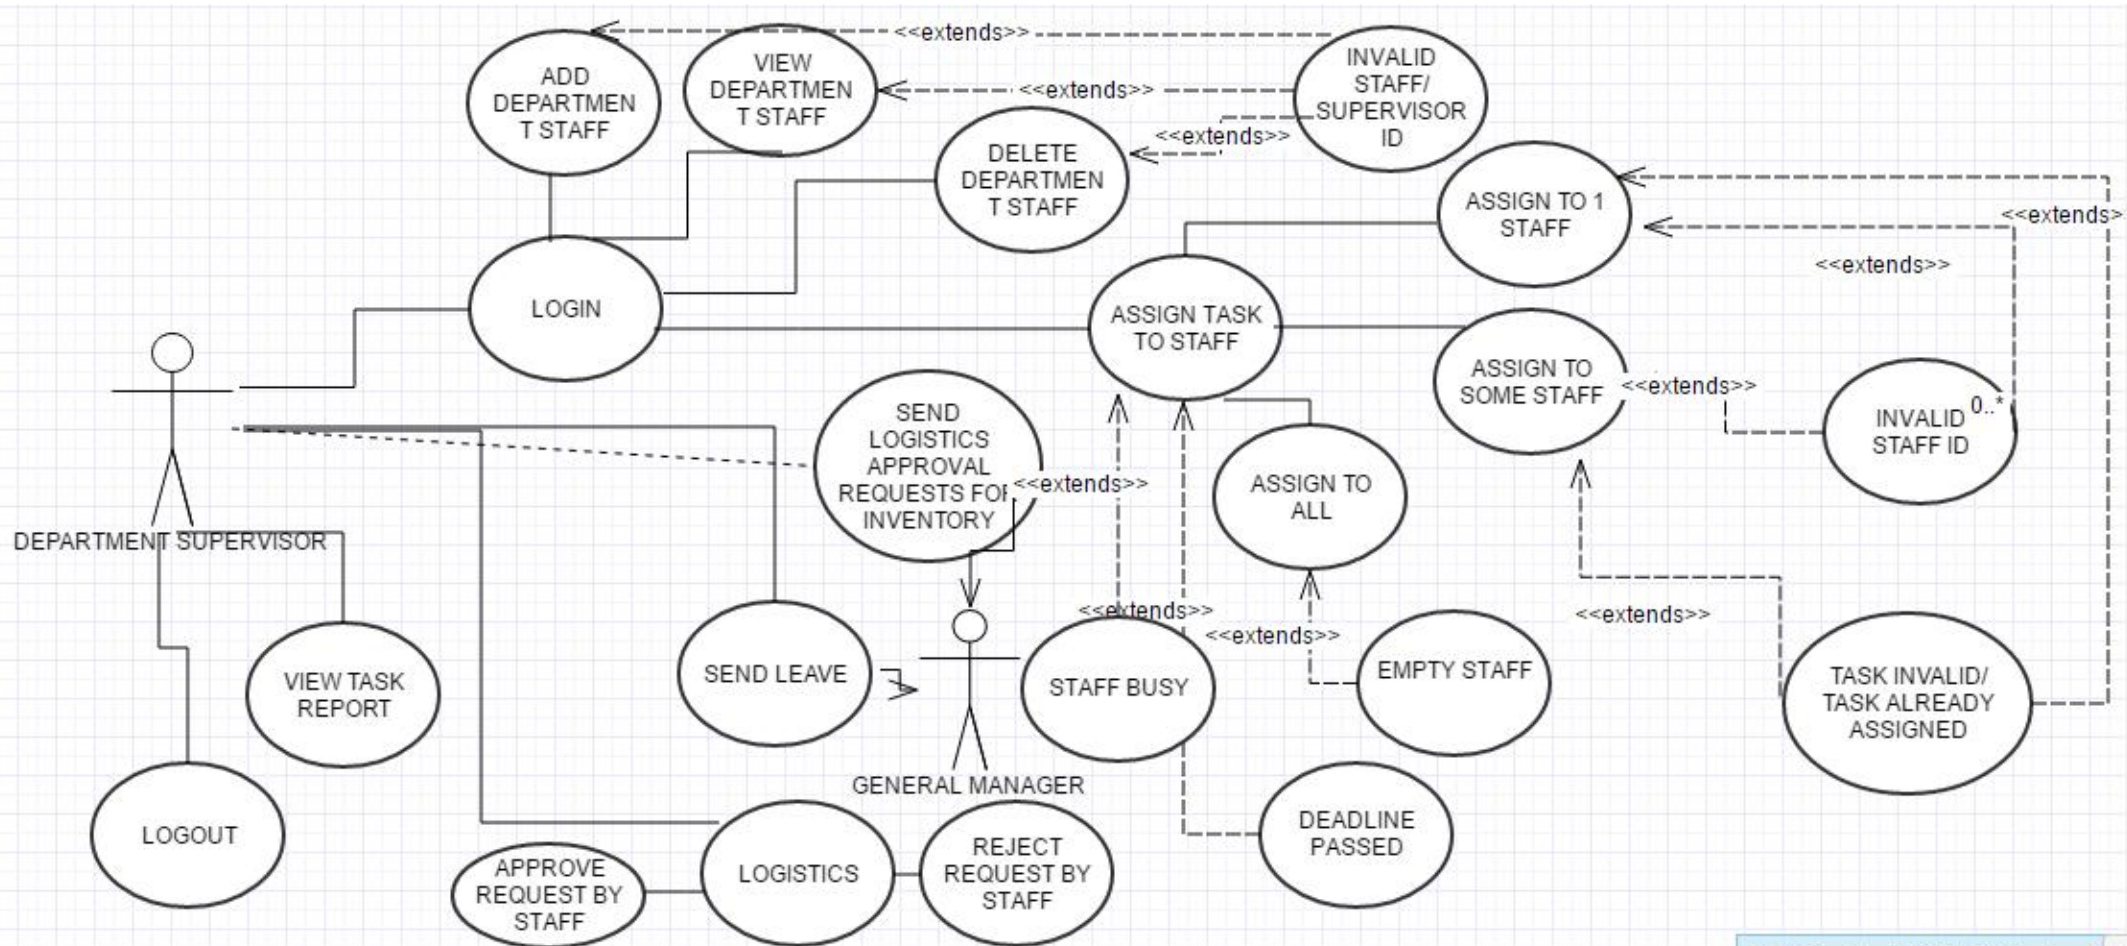 <<extends>>
ADD
DEPARTMEN
T STAFF
VIEW
DEPARTMEN
T STAFF
<<extends>>
INVALID
STAFF/
SUPERVISOR
ID
<<extends>>
DELETE
DEPARTMEN
T STAFF
ASSIGN TO 1
STAFF
<<extends>
<<extends>>
LOGIN
ASSIGN TASK
TO STAFF
ASSIGN TO
SOME STAFF
<<extends>>
0..*
INVALID
STAFF ID
SEND
LOGISTICS
APPROVAL
REQUESTS FOR
INVENTORY
<<extends>>
ASSIGN TO
ALL
DEPARTMENT SUPERVISOR
<<extends>>
<<extends>>
<<extends>>
VIEW TASK
REPORT
SEND LEAVE
STAFF BUSY
EMPTY STAFF
TASK INVALID/
TASK ALREADY
ASSIGNED
GENERAL MANAGER
LOGOUT
DEADLINE
PASSED
APPROVE
REQUEST BY
STAFF
LOGISTICS
REJECT
REQUEST BY
STAFF